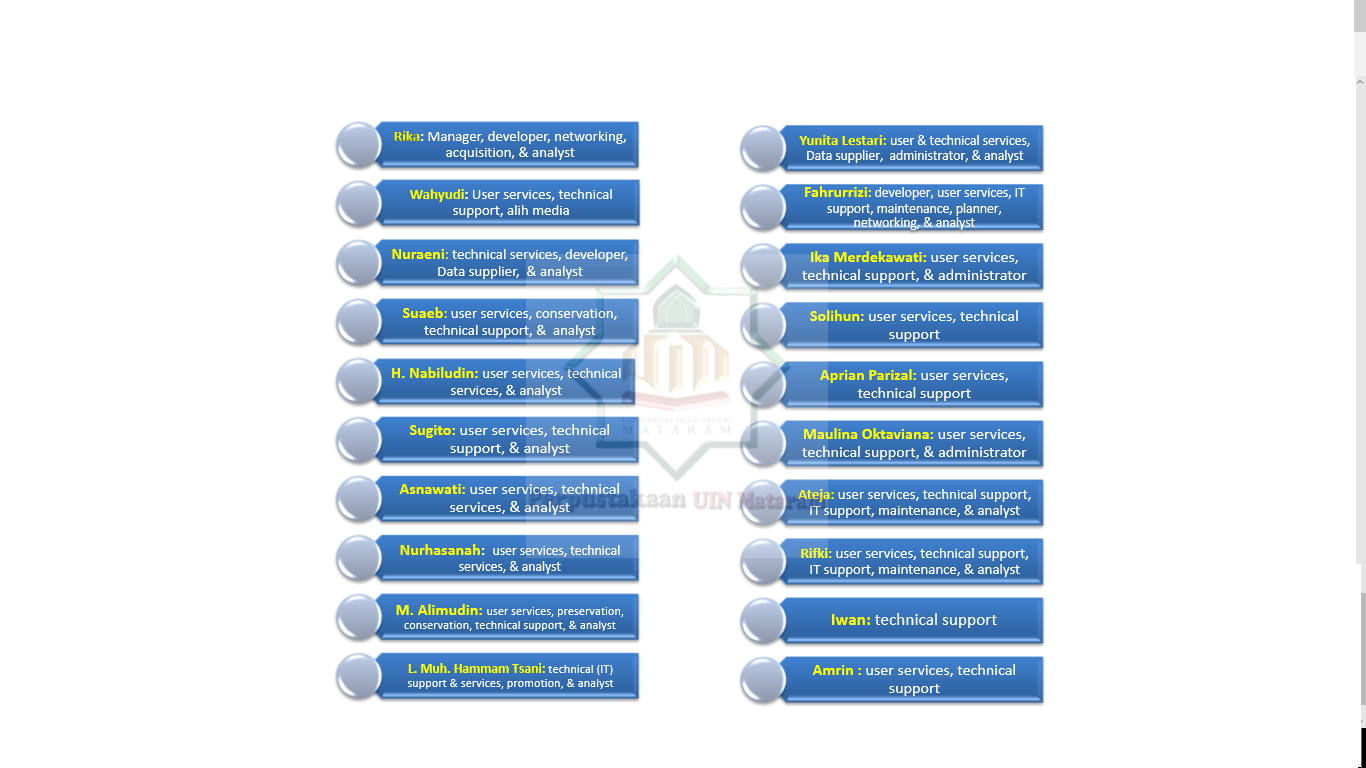 Rika: Manager, developer, networking,
acquisition, & analyst
Wahyudi: User services, technical
support, alih media
Nuraeni: technical services, developer,
Data supplier, & analyst
Suaeb: user services, conservation,
technical support, & analyst
H. Nabiludin: user services, technical
services, & analyst
Sugito: user services, technical
support, & analyst
Asnawati: user services, technical
services, & analyst
Nurhasanah: user services, technical
services, & analyst
M. Alimudin: user services, preservation,
conservation, technical support, & analyst
L. Muh. Hammam Tsani: technical (IT)
support & services, promotion, & analyst
Yunita Lestari: user & technical services,
Data supplier, administrator, & analyst
Fahrurrizi: developer, user services, IT
support, maintenance, planner,
networking, & analyst
Ika Merdekawati: user services,
technical support, & administrator
Solihun: user services, technical
support
Aprian Parizal: user services,
technical support
Maulina Oktaviana: user services,
technical support, & administrator
Ateja: user services, technical support,
IT support, maintenance, & analyst
Rifki: user services, technical support,
IT support, maintenance, & analyst
Iwan: technical support
Amrin : user services, technical
support
UNIVERSITAS ISLAM NEGERI
MATARAM
Perpustakaan UIN Mataram